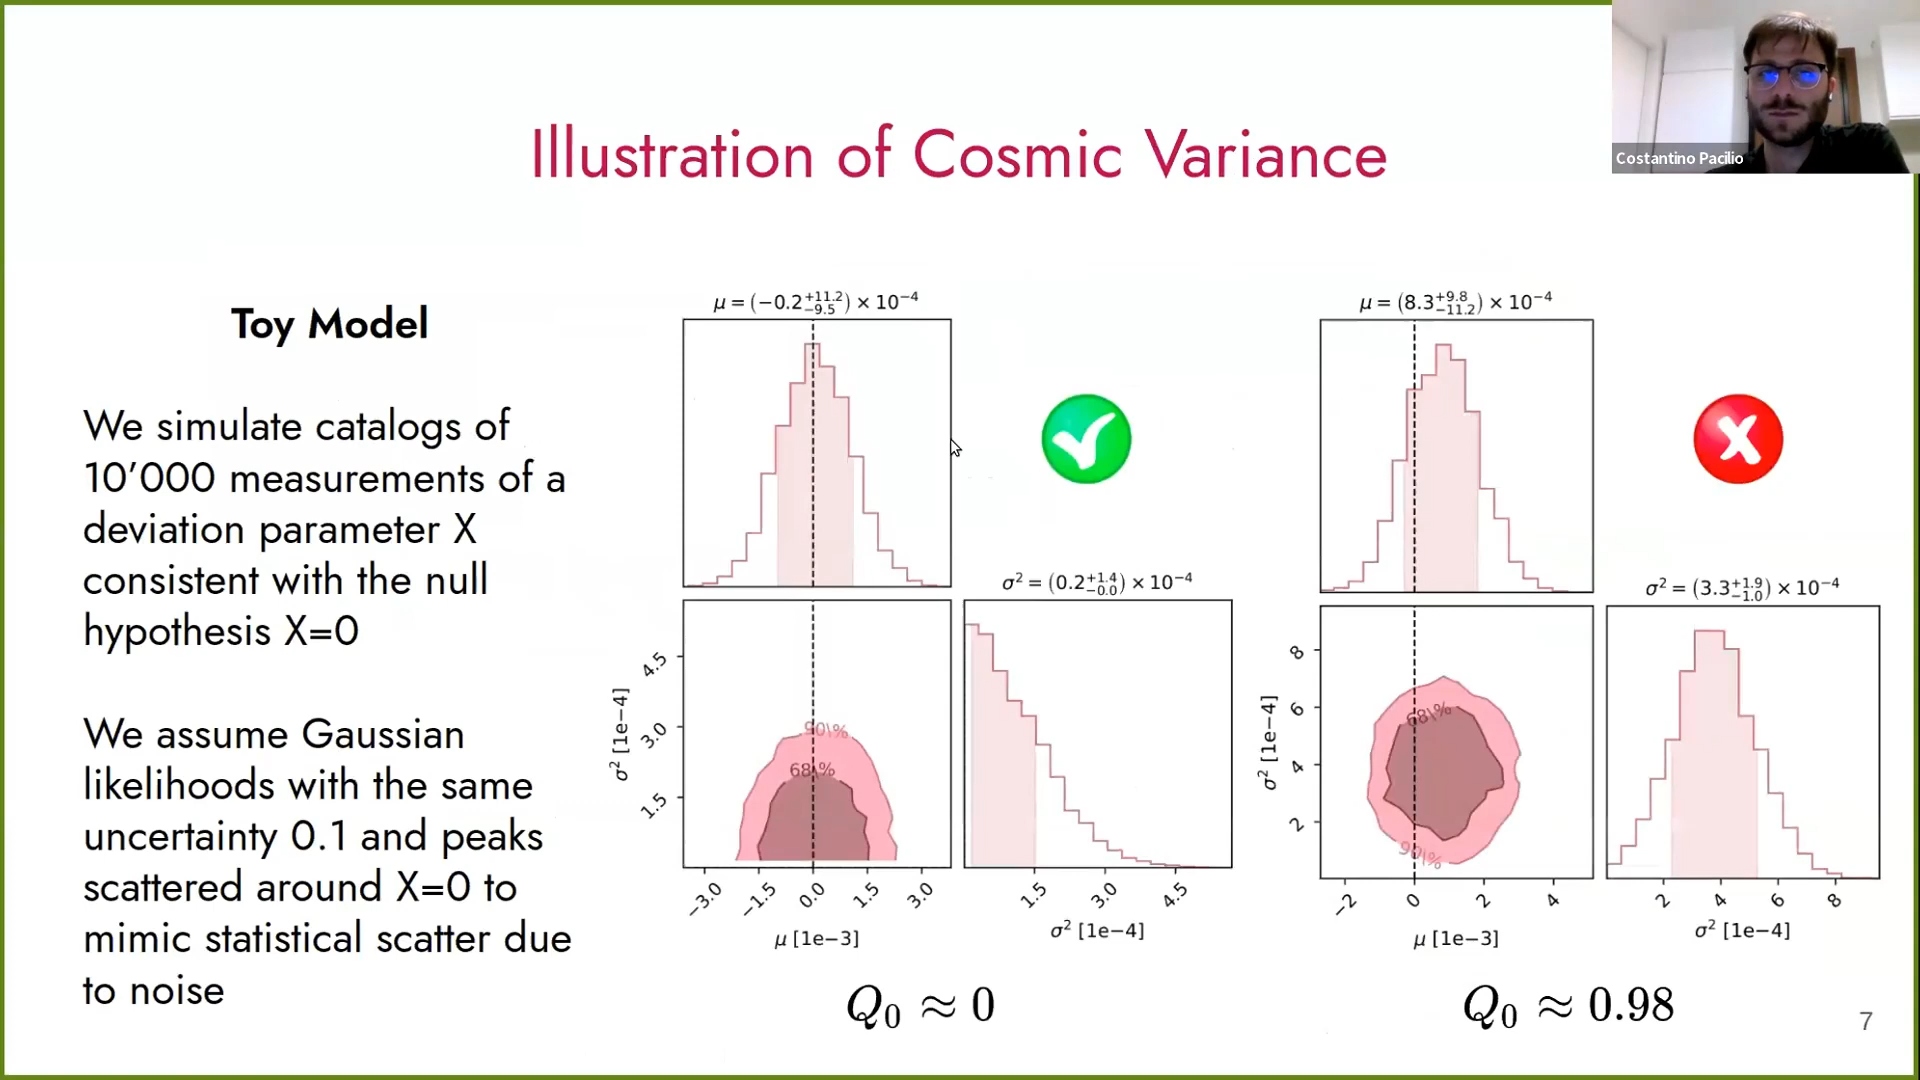 Illustration of Cosmic Variance
Costantino Pacilio
Toy Model
We simulate catalogs of
10’000 measurements of a
deviation parameter X
consistent with the null
hypothesis X=0
We assume Gaussian
likelihoods with the same
uncertainty 0.1 and peaks
scattered around X=0 to
mimic statistical scatter due
to noise
μ = (−0.2 +11.2 −9.5) × 10⁻⁴
σ² = (0.2 +1.4 −0.0) × 10⁻⁴
σ² [1e−4]
4.5
3.0
1.5
90\%
68\%
−3.0 −1.5 0.0 1.5 3.0
μ [1e−3]
1.5 3.0 4.5
σ² [1e−4]
Q₀ ≈ 0
μ = (8.3 +9.8 −11.2) × 10⁻⁴
σ² = (3.3 +1.9 −1.0) × 10⁻⁴
σ² [1e−4]
8
6
4
2
68\%
90\%
−2 0 2 4
μ [1e−3]
2 4 6 8
σ² [1e−4]
Q₀ ≈ 0.98
7